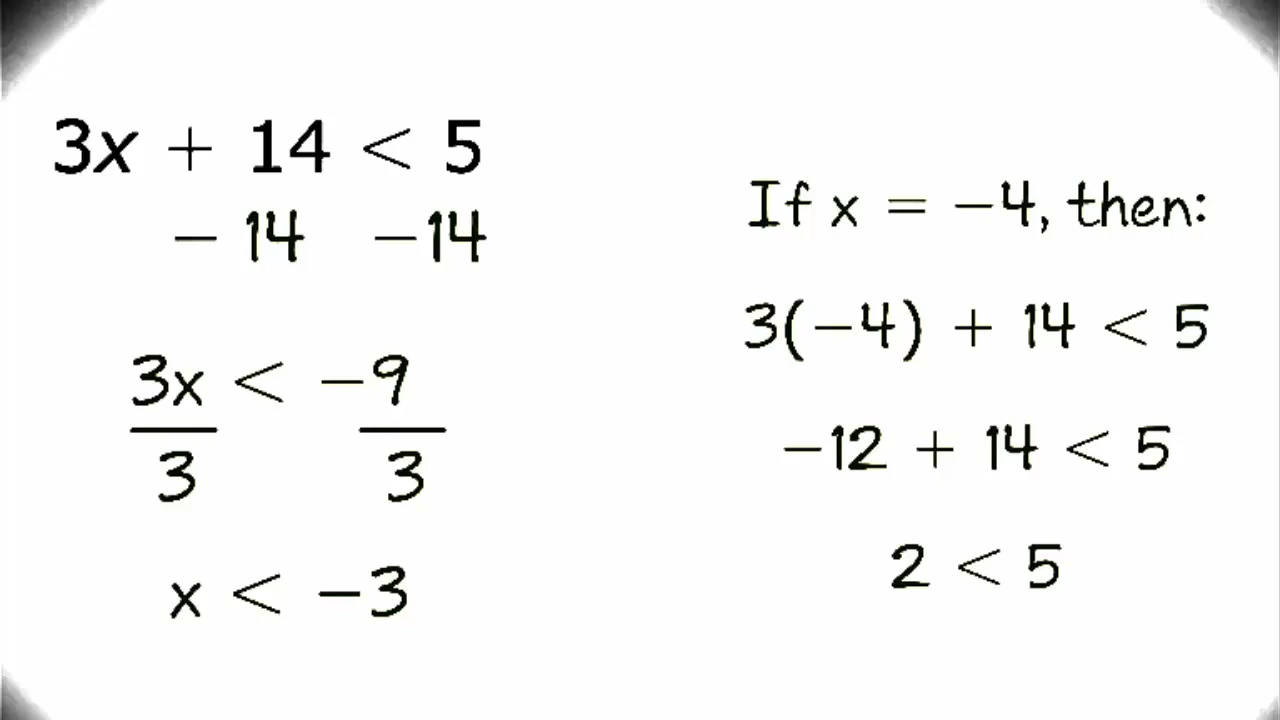 3x + 14 < 5
− 14 −14
3x < −9
3 3
x < −3
If x = −4, then:
3(−4) + 14 < 5
−12 + 14 < 5
2 < 5